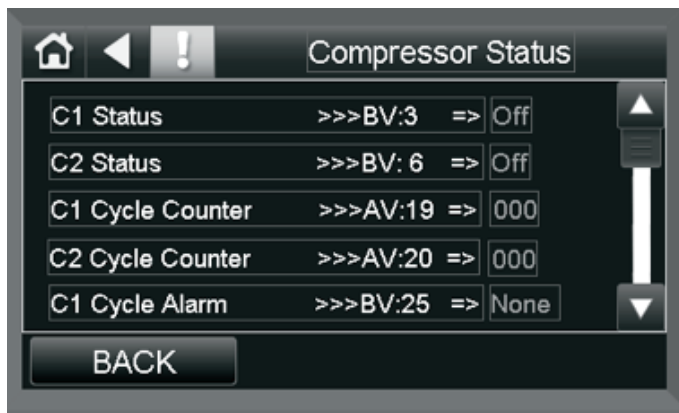 Compressor Status
C1 Status >>>BV:3 => Off
C2 Status >>>BV: 6 => Off
C1 Cycle Counter >>>AV:19 => 000
C2 Cycle Counter >>>AV:20 => 000
C1 Cycle Alarm >>>BV:25 => None
BACK